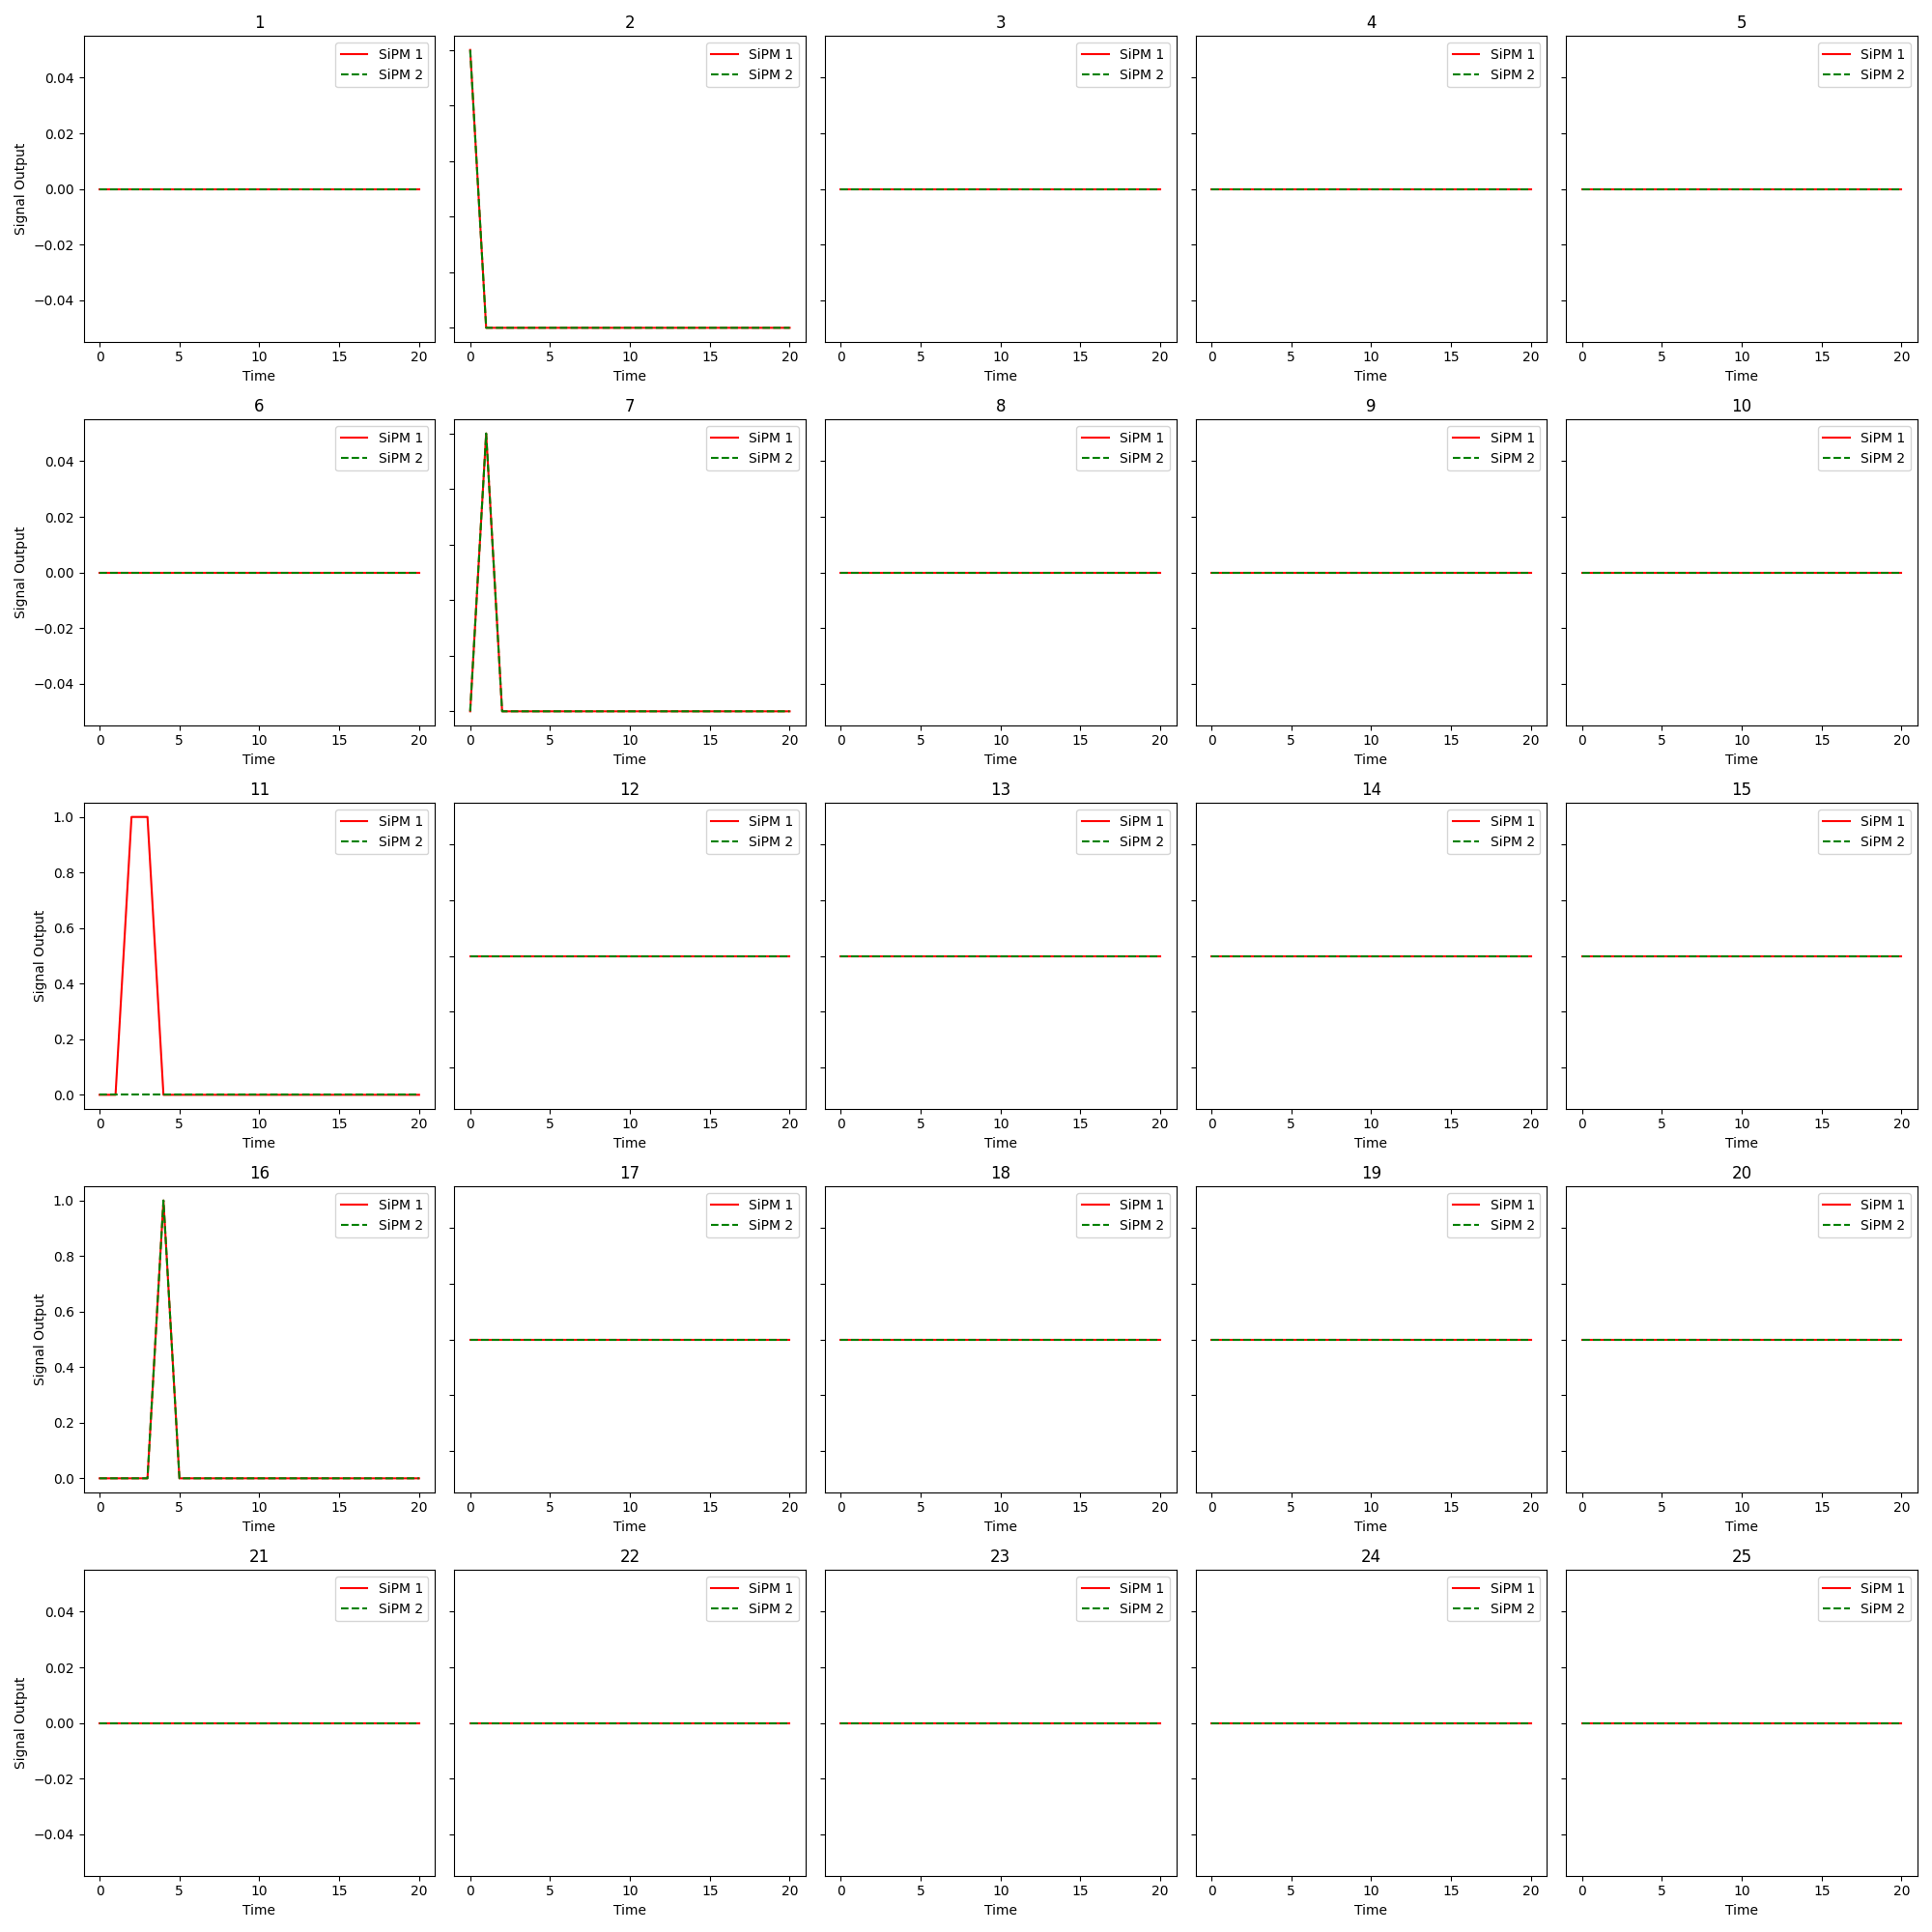 1 2 3 4 5
SiPM 1 SiPM 1 SiPM 1 SiPM 1 SiPM 1
0.04 SiPM 2 SiPM 2 SiPM 2 SiPM 2 SiPM 2
0.02
Signal Output
0.00
−0.02
−0.04
0 5 10 15 20 0 5 10 15 20 0 5 10 15 20 0 5 10 15 20 0 5 10 15 20
Time Time Time Time Time
6 7 8 9 10
SiPM 1 SiPM 1 SiPM 1 SiPM 1 SiPM 1
0.04 SiPM 2 SiPM 2 SiPM 2 SiPM 2 SiPM 2
0.02
Signal Output
0.00
−0.02
−0.04
0 5 10 15 20 0 5 10 15 20 0 5 10 15 20 0 5 10 15 20 0 5 10 15 20
Time Time Time Time Time
11 12 13 14 15
1.0 SiPM 1 SiPM 1 SiPM 1 SiPM 1 SiPM 1
SiPM 2 SiPM 2 SiPM 2 SiPM 2 SiPM 2
0.8
0.6
Signal Output
0.4
0.2
0.0
0 5 10 15 20 0 5 10 15 20 0 5 10 15 20 0 5 10 15 20 0 5 10 15 20
Time Time Time Time Time
16 17 18 19 20
1.0 SiPM 1 SiPM 1 SiPM 1 SiPM 1 SiPM 1
SiPM 2 SiPM 2 SiPM 2 SiPM 2 SiPM 2
0.8
0.6
Signal Output
0.4
0.2
0.0
0 5 10 15 20 0 5 10 15 20 0 5 10 15 20 0 5 10 15 20 0 5 10 15 20
Time Time Time Time Time
21 22 23 24 25
SiPM 1 SiPM 1 SiPM 1 SiPM 1 SiPM 1
0.04 SiPM 2 SiPM 2 SiPM 2 SiPM 2 SiPM 2
0.02
Signal Output
0.00
−0.02
−0.04
0 5 10 15 20 0 5 10 15 20 0 5 10 15 20 0 5 10 15 20 0 5 10 15 20
Time Time Time Time Time